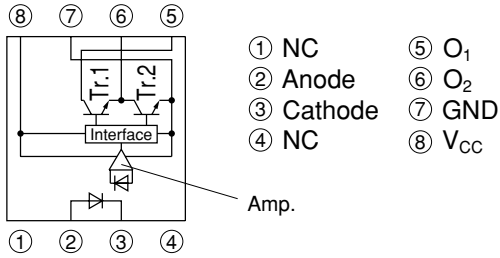 ⑧ ⑦ ⑥ ⑤
Tr.1 Tr.2
Interface
Amp.
① ② ③ ④
① NC
② Anode
③ Cathode
④ NC
⑤ O₁
⑥ O₂
⑦ GND
⑧ V_CC